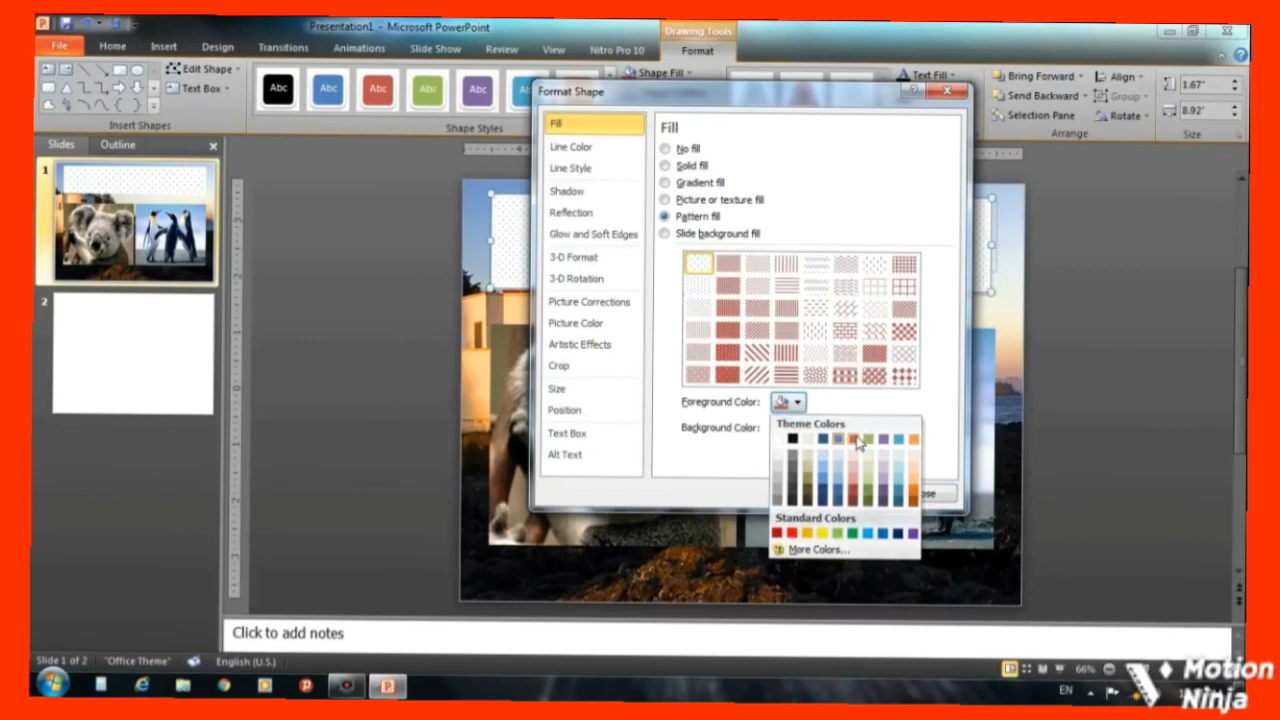 Presentation1 - Microsoft PowerPoint
Drawing Tools
File Home Insert Design Transitions Animations Slide Show Review View Nitro Pro 10 Format
Edit Shape
Text Box
Insert Shapes
Abc Abc Abc Abc Abc
Shape Fill
Shape Styles
Text Fill
Bring Forward
Send Backward
Selection Pane
Align
Group
Rotate
Arrange
1.67"
8.92"
Size
Slides Outline
1
2
Format Shape
Fill
Line Color
Line Style
Shadow
Reflection
Glow and Soft Edges
3-D Format
3-D Rotation
Picture Corrections
Picture Color
Artistic Effects
Crop
Size
Position
Text Box
Alt Text
Fill
No fill
Solid fill
Gradient fill
Picture or texture fill
Pattern fill
Slide background fill
Foreground Color:
Background Color:
Theme Colors
Standard Colors
More Colors...
Click to add notes
Slide 1 of 2 "Office Theme" English (U.S.)
66%
EN
Motion
Ninja